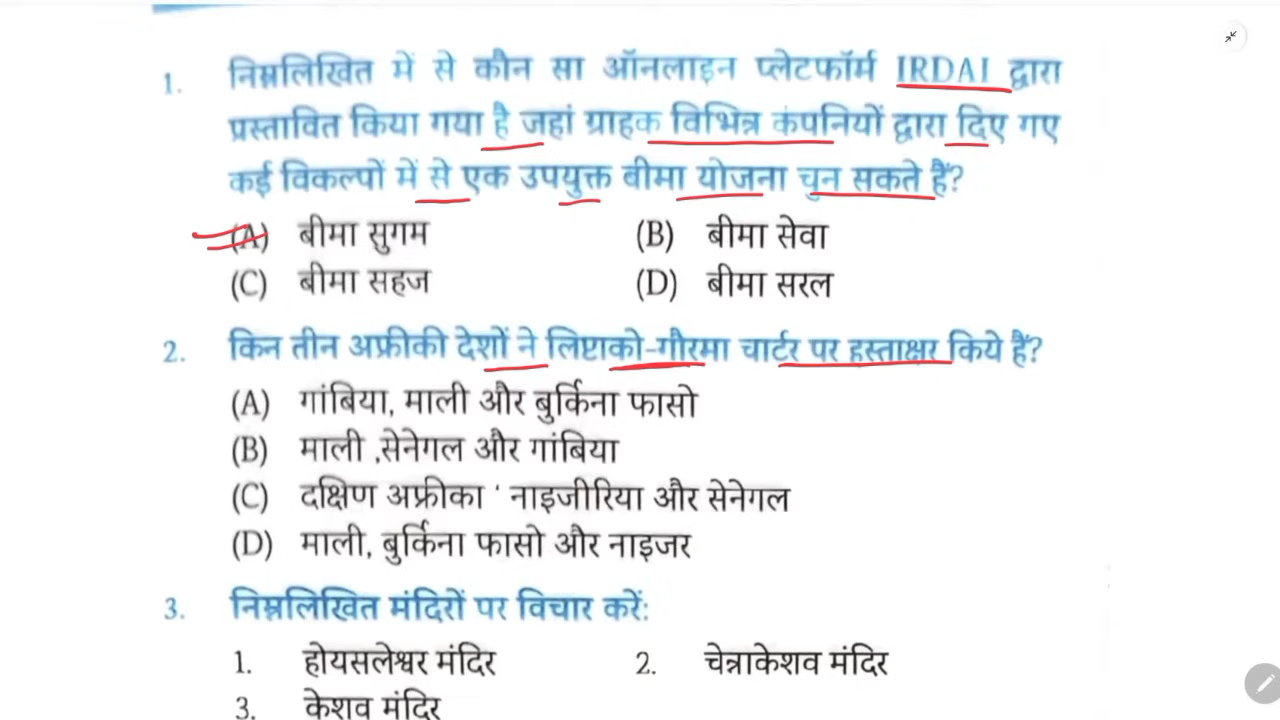 1. निम्नलिखित में से कौन सा ऑनलाइन प्लेटफॉर्म IRDAI द्वारा
प्रस्तावित किया गया है जहां ग्राहक विभिन्न कंपनियों द्वारा दिए गए
कई विकल्पों में से एक उपयुक्त बीमा योजना चुन सकते हैं?
(A) बीमा सुगम (B) बीमा सेवा
(C) बीमा सहज (D) बीमा सरल
2. किन तीन अफ्रीकी देशों ने लिप्टाको-गौरमा चार्टर पर हस्ताक्षर किये हैं?
(A) गांबिया, माली और बुर्किना फासो
(B) माली ,सेनेगल और गांबिया
(C) दक्षिण अफ्रीका ' नाइजीरिया और सेनेगल
(D) माली, बुर्किना फासो और नाइजर
3. निम्नलिखित मंदिरों पर विचार करें:
1. होयसलेश्वर मंदिर 2. चेन्नाकेशव मंदिर
3. केशव मंदिर